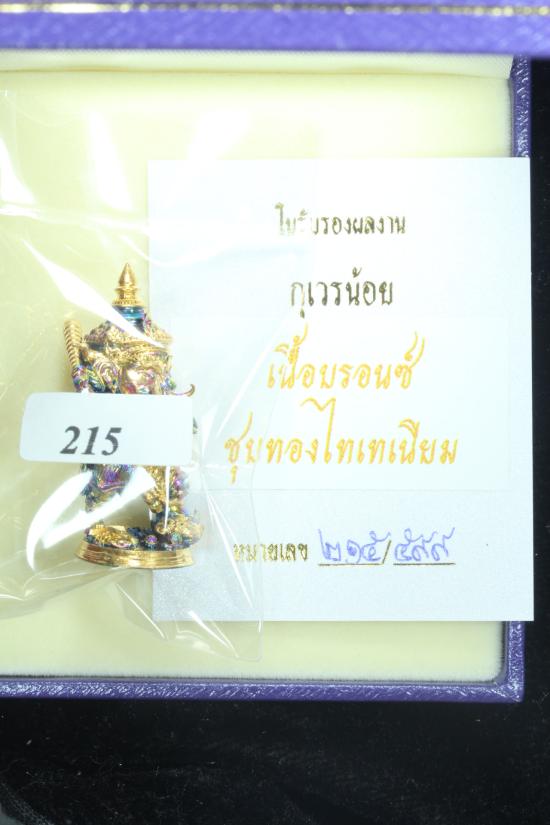 ใบรับรองผลงาน
กุเวรน้อย
เนื้อบรอนซ์
ชุบทองไทเทเนียม
หมายเลข ๒๑๕/๕๙๙
215